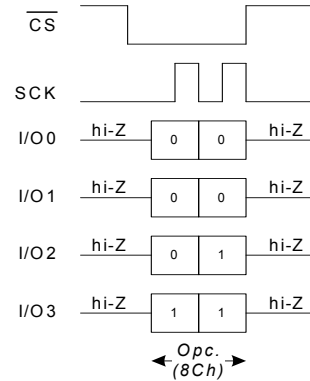 CS
SCK
I/O0 hi-Z 0 0 hi-Z
I/O1 hi-Z 0 0 hi-Z
I/O2 hi-Z 0 1 hi-Z
I/O3 hi-Z 1 1 hi-Z
Opc.
(8Ch)